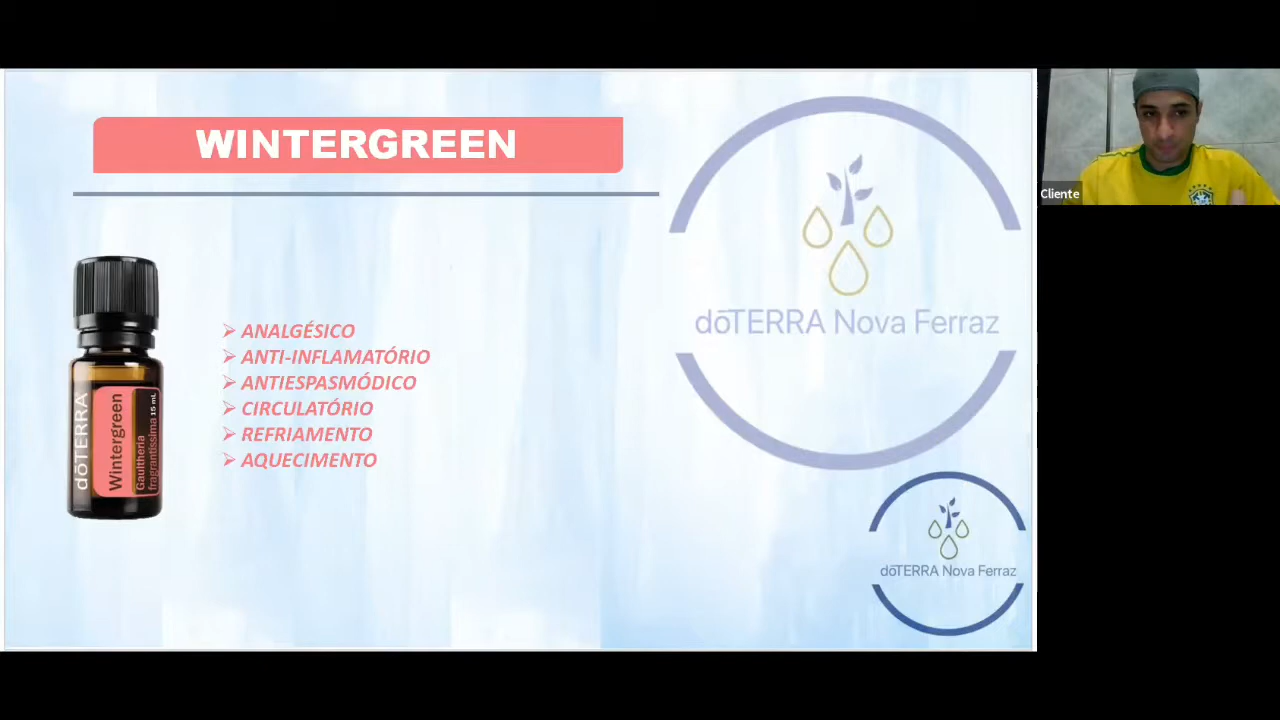 WINTERGREEN
➢ ANALGÉSICO
➢ ANTI-INFLAMATÓRIO
➢ ANTIESPASMÓDICO
➢ CIRCULATÓRIO
➢ REFRIAMENTO
➢ AQUECIMENTO
dōTERRA
Wintergreen
Gaultheria
fragrantissima 15 mL
dōTERRA Nova Ferraz
dōTERRA Nova Ferraz
Cliente